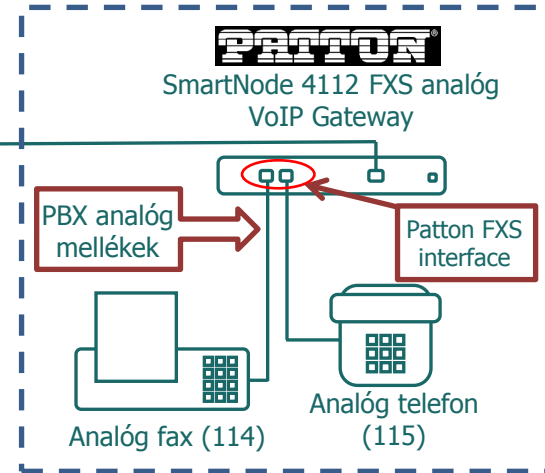 PATTON®
SmartNode 4112 FXS analóg
VoIP Gateway
PBX analóg
mellékek
Patton FXS
interface
Analóg fax (114)
Analóg telefon
(115)